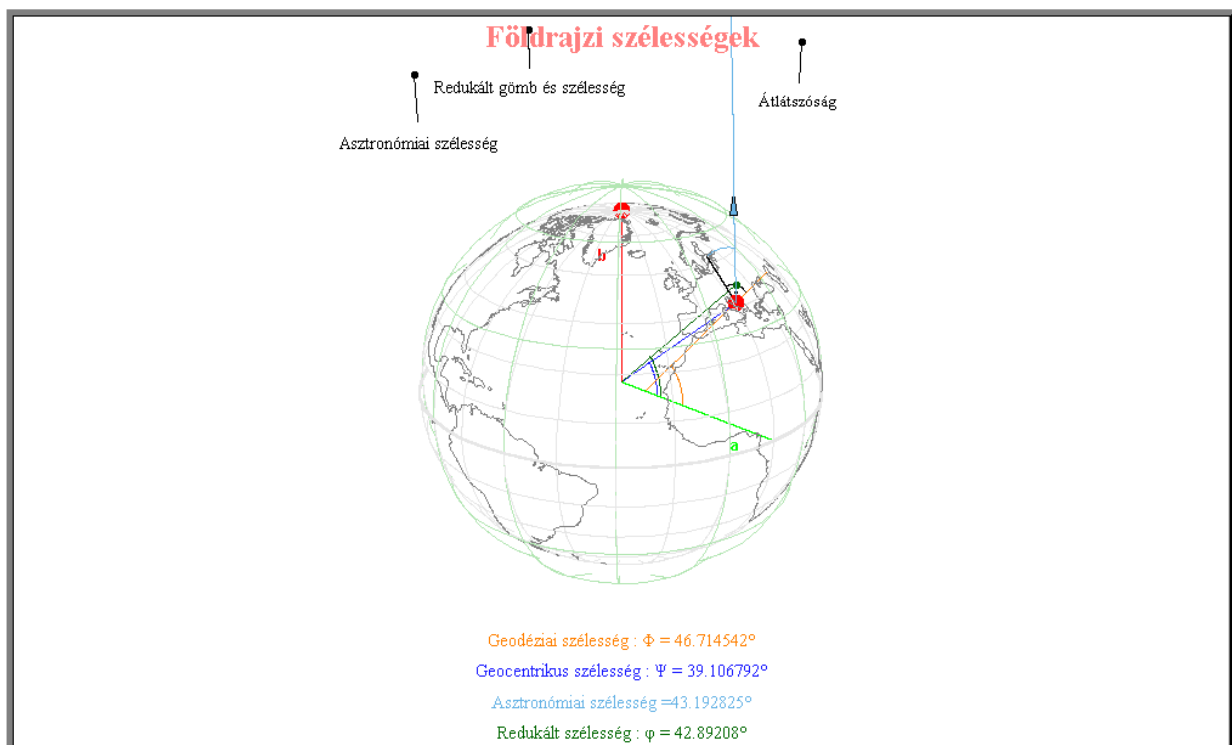 Földrajzi szélességek
Redukált gömb és szélesség
Átlátszóság
Asztronómiai szélesség
b
a
Geodéziai szélesség : Φ = 46.714542°
Geocentrikus szélesség : Ψ = 39.106792°
Asztronómiai szélesség =43.192825°
Redukált szélesség : φ = 42.89208°